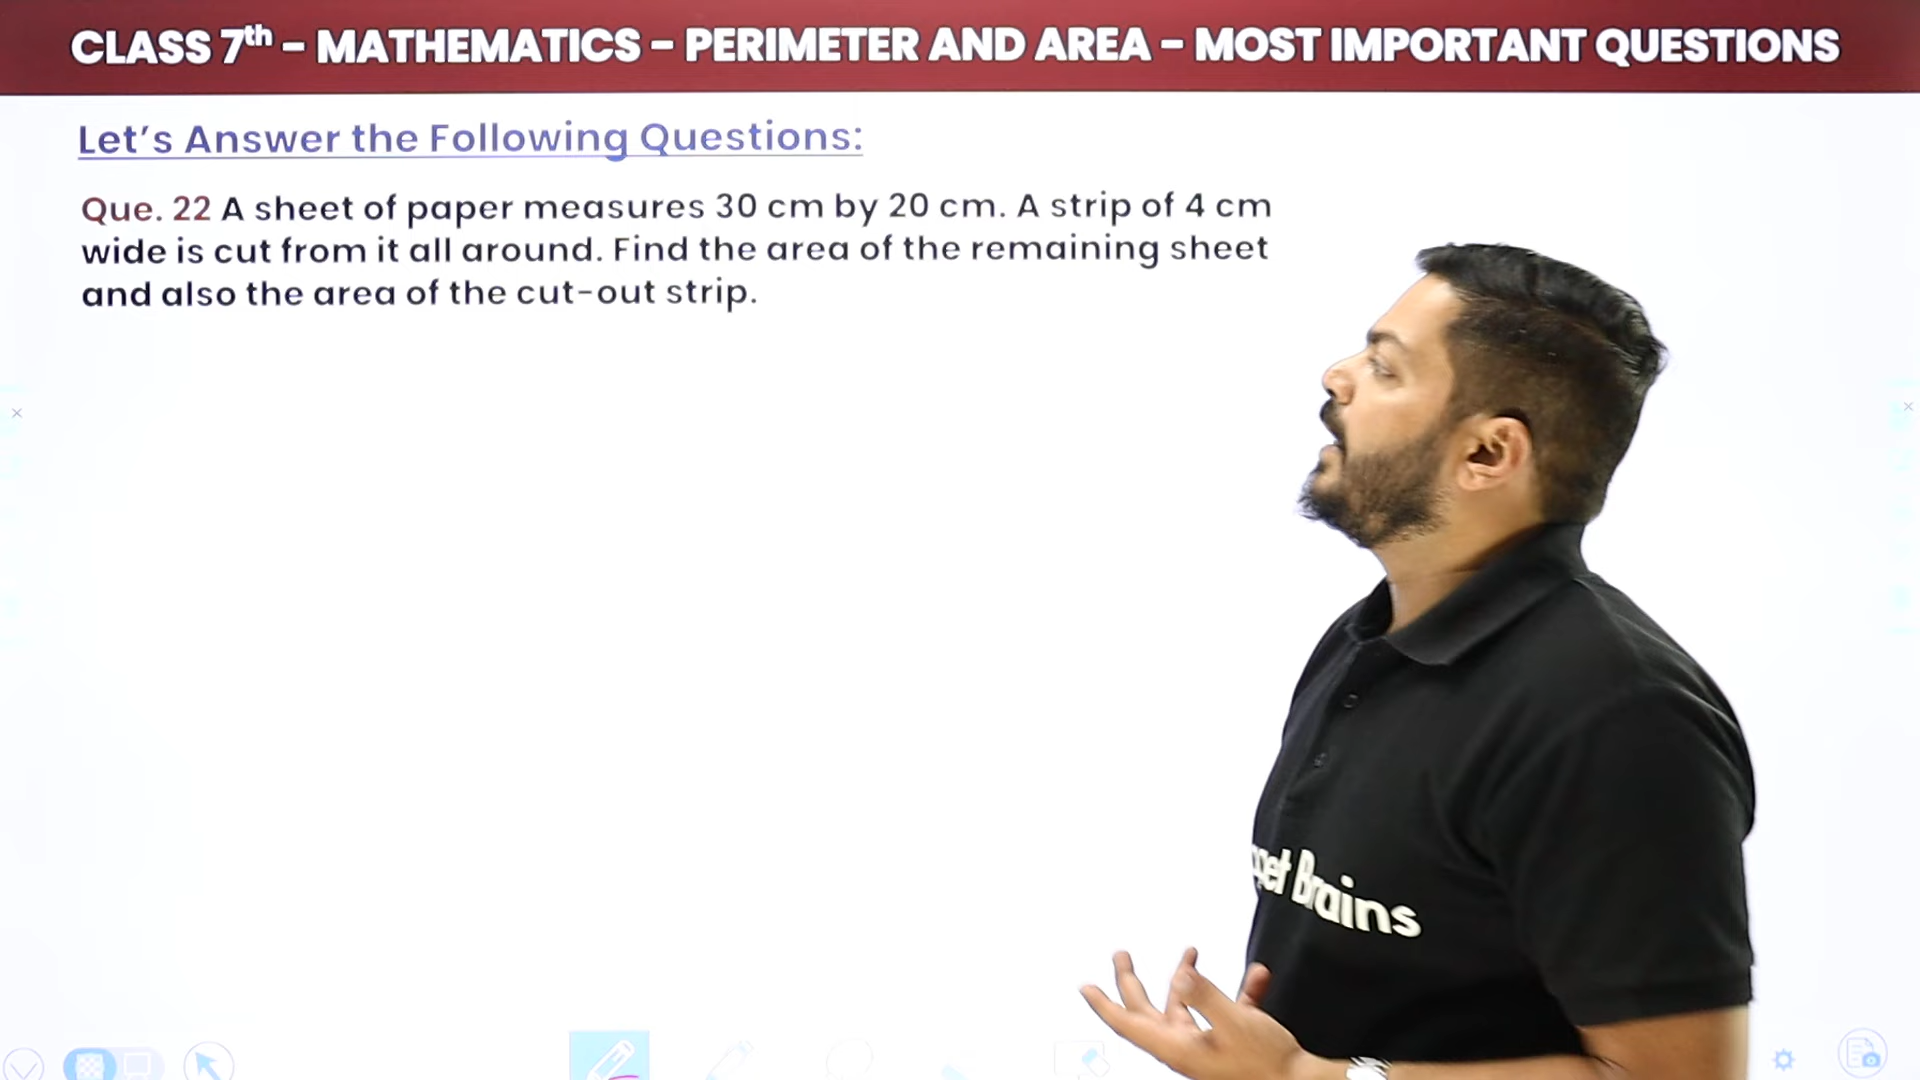 CLASS 7th – MATHEMATICS – PERIMETER AND AREA – MOST IMPORTANT QUESTIONS
Let's Answer the Following Questions:
Que. 22 A sheet of paper measures 30 cm by 20 cm. A strip of 4 cm
wide is cut from it all around. Find the area of the remaining sheet
and also the area of the cut-out strip.
Brains